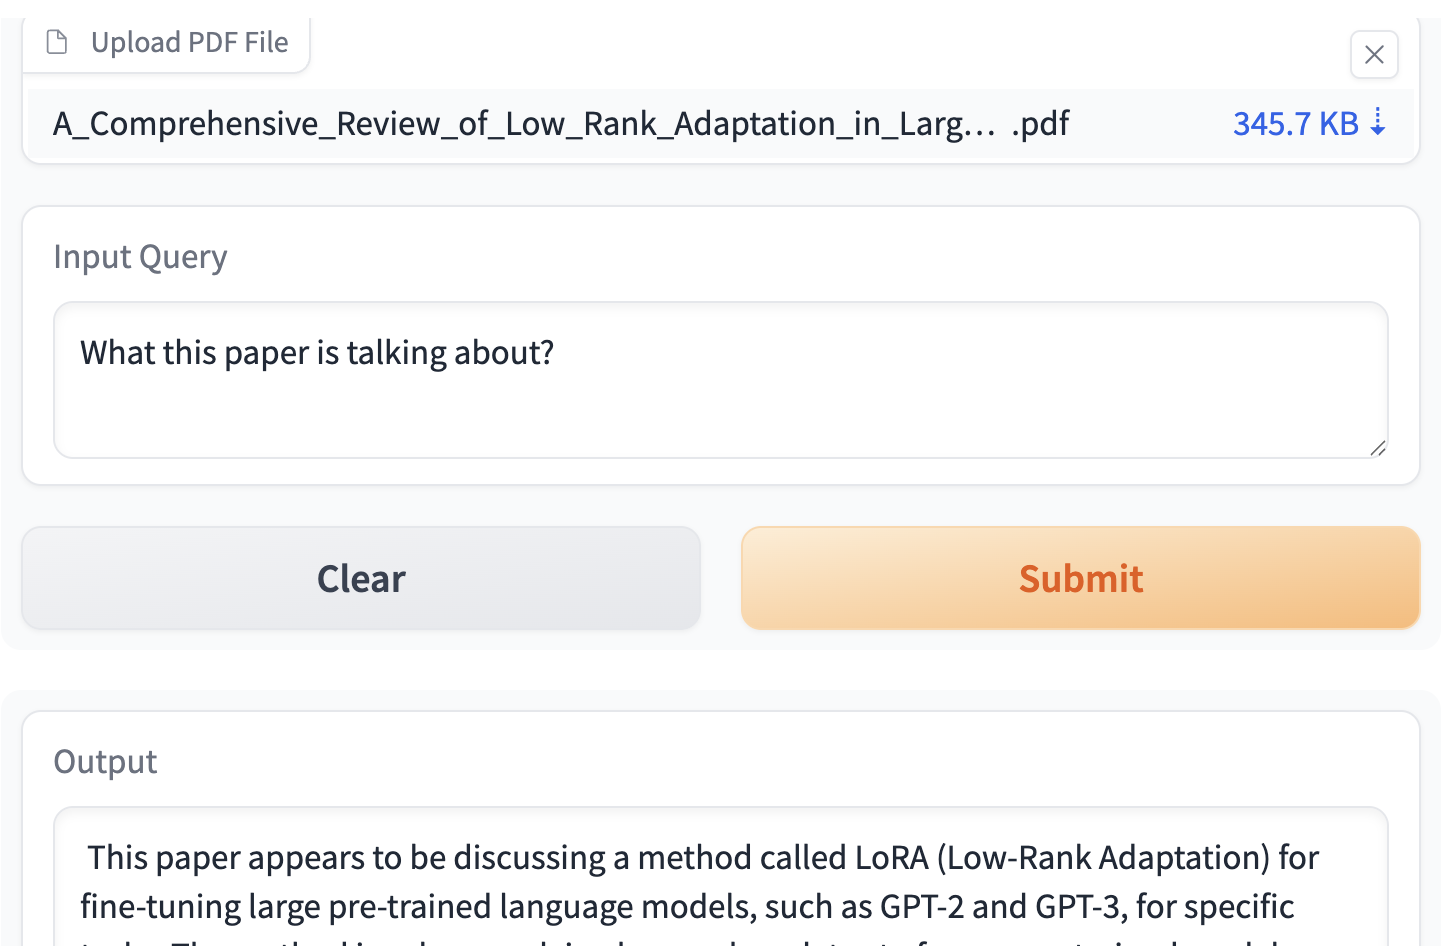 Upload PDF File
A_Comprehensive_Review_of_Low_Rank_Adaptation_in_Larg… .pdf 345.7 KB ⇣
Input Query
What this paper is talking about?
Clear Submit
Output
This paper appears to be discussing a method called LoRA (Low-Rank Adaptation) for
fine-tuning large pre-trained language models, such as GPT-2 and GPT-3, for specific